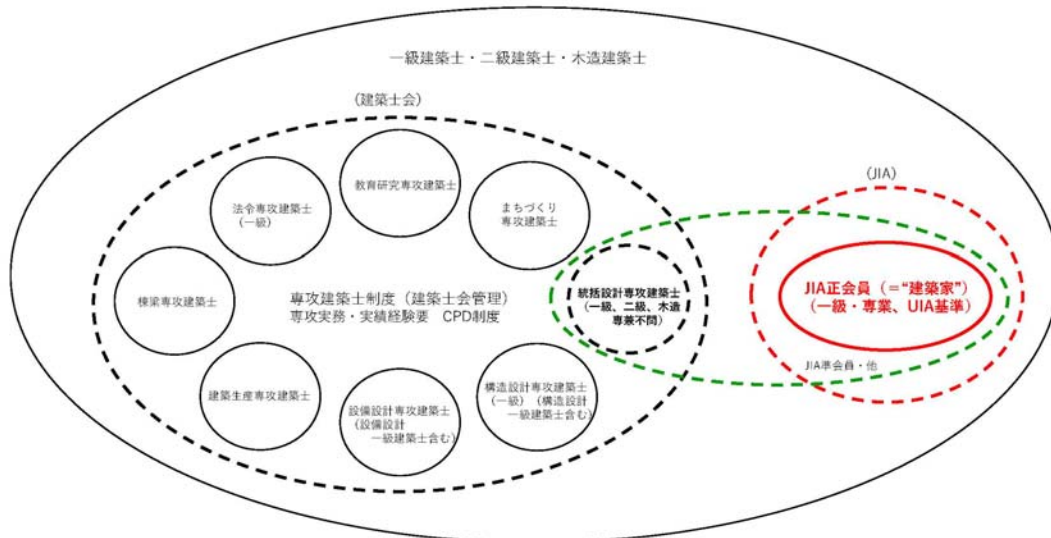 一級建築士・二級建築士・木造建築士
(建築士会)
教育研究専攻建築士
法令専攻建築士
(一級)
まちづくり
専攻建築士
(JIA)
棟梁専攻建築士
専攻建築士制度（建築士会管理）
専攻実務・実績経験要　CPD制度
統括設計専攻建築士
(一級、二級、木造
専兼不問)
JIA正会員（＝“建築家”）
（一級・専業、UIA基準）
JIA準会員・他
建築生産専攻建築士
設備設計専攻建築士
(設備設計
一級建築士含む)
構造設計専攻建築士
(一級)（構造設計
一級建築士含む)